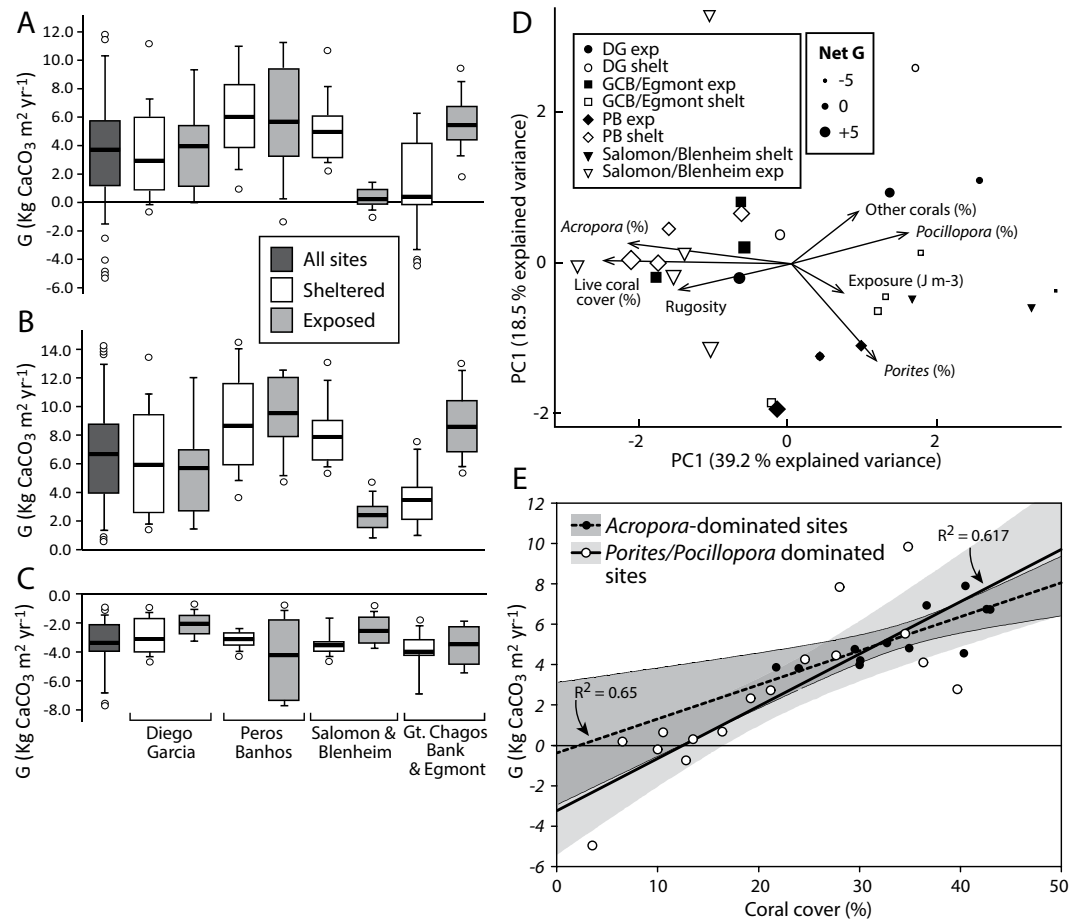 A
G (Kg CaCO3 m2 yr-1)
12.0
10.0
8.0
6.0
4.0
2.0
0.0
-2.0
-4.0
-6.0
All sites
Sheltered
Exposed
B
G (Kg CaCO3 m2 yr-1)
14.0
12.0
10.0
8.0
6.0
4.0
2.0
0.0
C
G (Kg CaCO3 m2 yr-1)
0.0
-2.0
-4.0
-6.0
-8.0
Diego
Garcia
Peros
Banhos
Salomon &
Blenheim
Gt. Chagos
Bank
& Egmont
D
DG exp
DG shelt
GCB/Egmont exp
GCB/Egmont shelt
PB exp
PB shelt
Salomon/Blenheim shelt
Salomon/Blenheim exp
Net G
-5
0
+5
PC1 (18.5 % explained variance)
2
0
-2
Acropora (%)
Live coral
cover (%)
Rugosity
Other corals (%)
Pocillopora (%)
Exposure (J m-3)
Porites (%)
-2
0
2
PC1 (39.2 % explained variance)
E
G (Kg CaCO3 m2 yr-1)
12
10
8
6
4
2
0
-2
-4
-6
Acropora-dominated sites
Porites/Pocillopora dominated
sites
R2 = 0.617
R2 = 0.65
0
10
20
30
40
50
Coral cover (%)